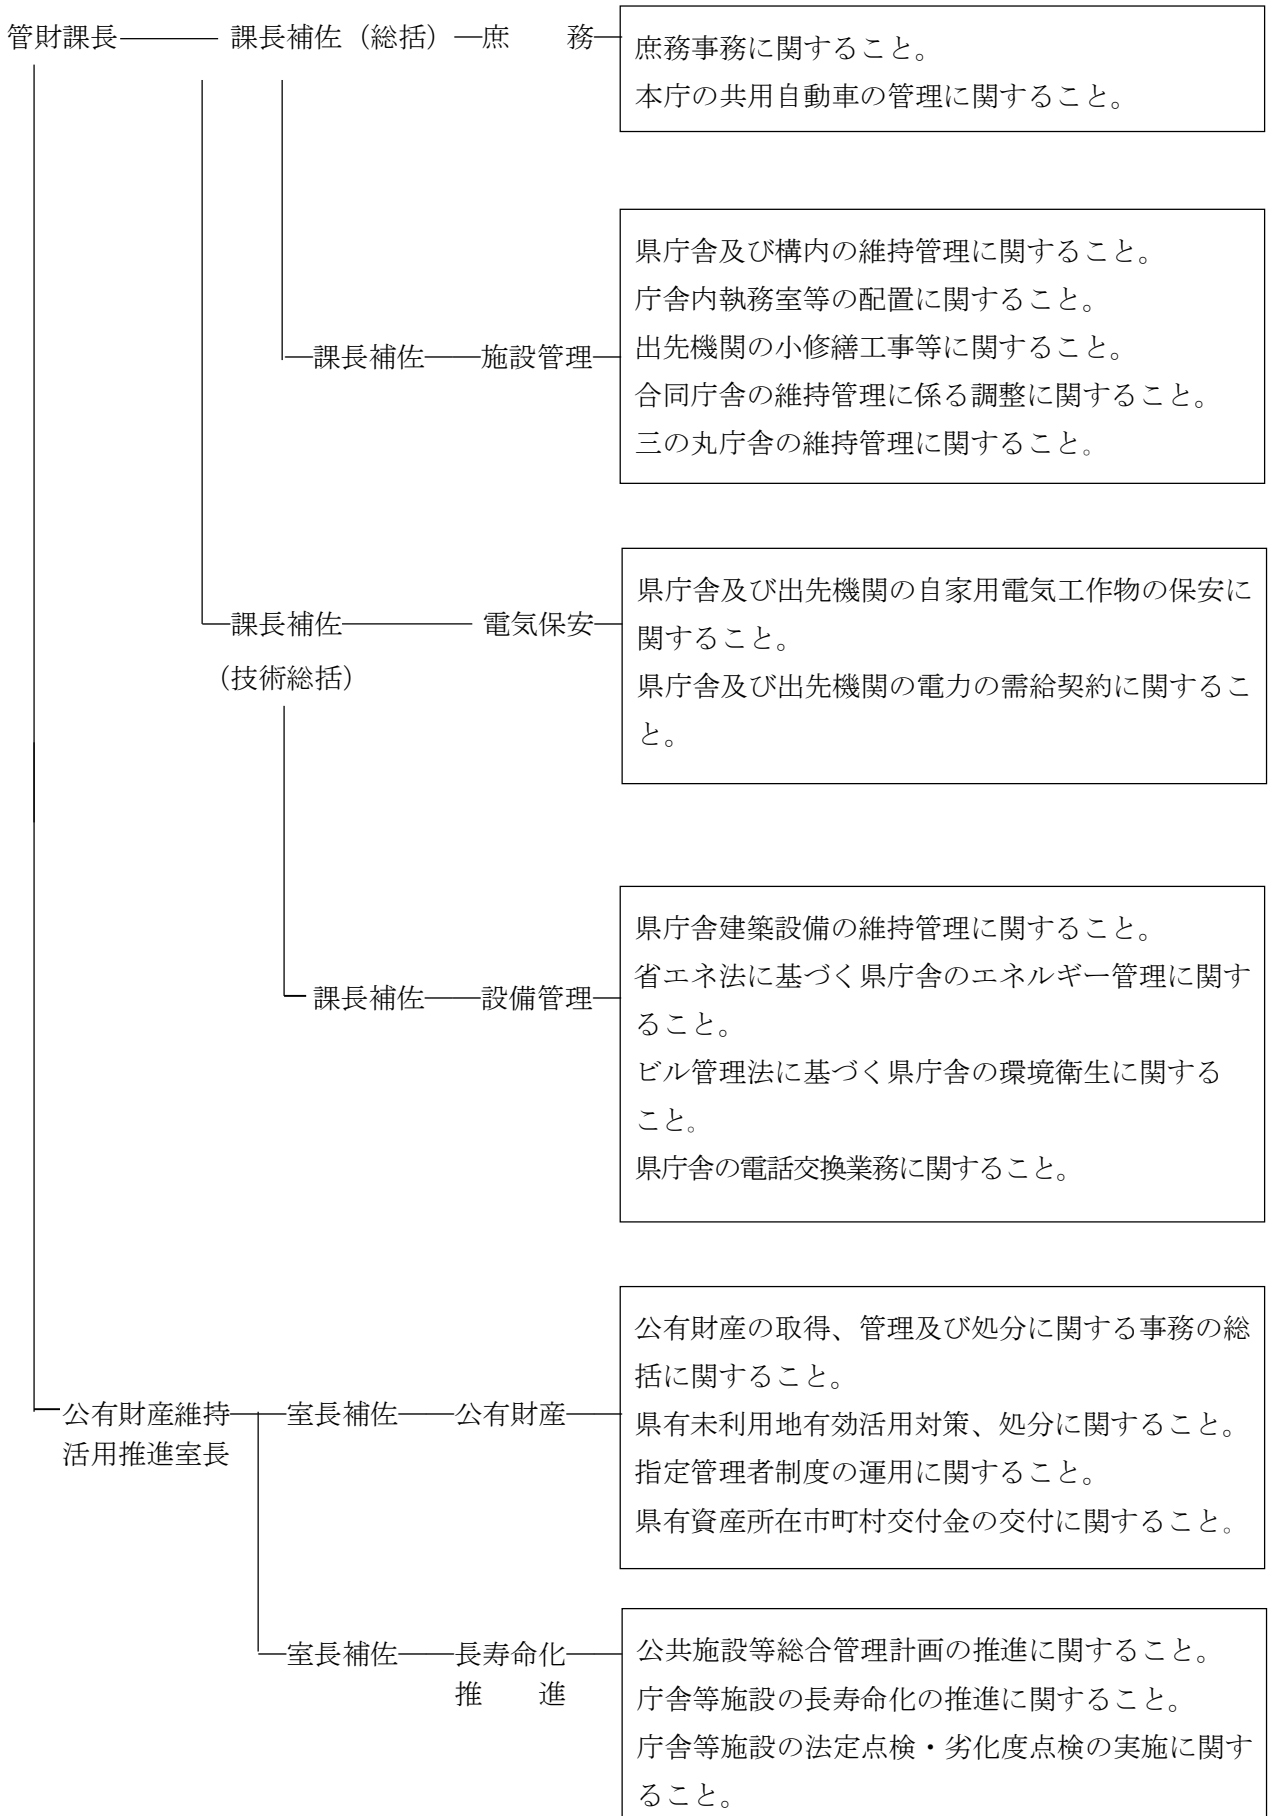 管財課長 課長補佐（総括） 庶　務
庶務事務に関すること。
本庁の共用自動車の管理に関すること。
課長補佐 施設管理
県庁舎及び構内の維持管理に関すること。
庁舎内執務室等の配置に関すること。
出先機関の小修繕工事等に関すること。
合同庁舎の維持管理に係る調整に関すること。
三の丸庁舎の維持管理に関すること。
課長補佐 電気保安
（技術総括）
県庁舎及び出先機関の自家用電気工作物の保安に
関すること。
県庁舎及び出先機関の電力の需給契約に関するこ
と。
課長補佐 設備管理
県庁舎建築設備の維持管理に関すること。
省エネ法に基づく県庁舎のエネルギー管理に関す
ること。
ビル管理法に基づく県庁舎の環境衛生に関する
こと。
県庁舎の電話交換業務に関すること。
公有財産維持
活用推進室長
室長補佐 公有財産
公有財産の取得、管理及び処分に関する事務の総
括に関すること。
県有未利用地有効活用対策、処分に関すること。
指定管理者制度の運用に関すること。
県有資産所在市町村交付金の交付に関すること。
室長補佐 長寿命化
推　進
公共施設等総合管理計画の推進に関すること。
庁舎等施設の長寿命化の推進に関すること。
庁舎等施設の法定点検・劣化度点検の実施に関す
ること。